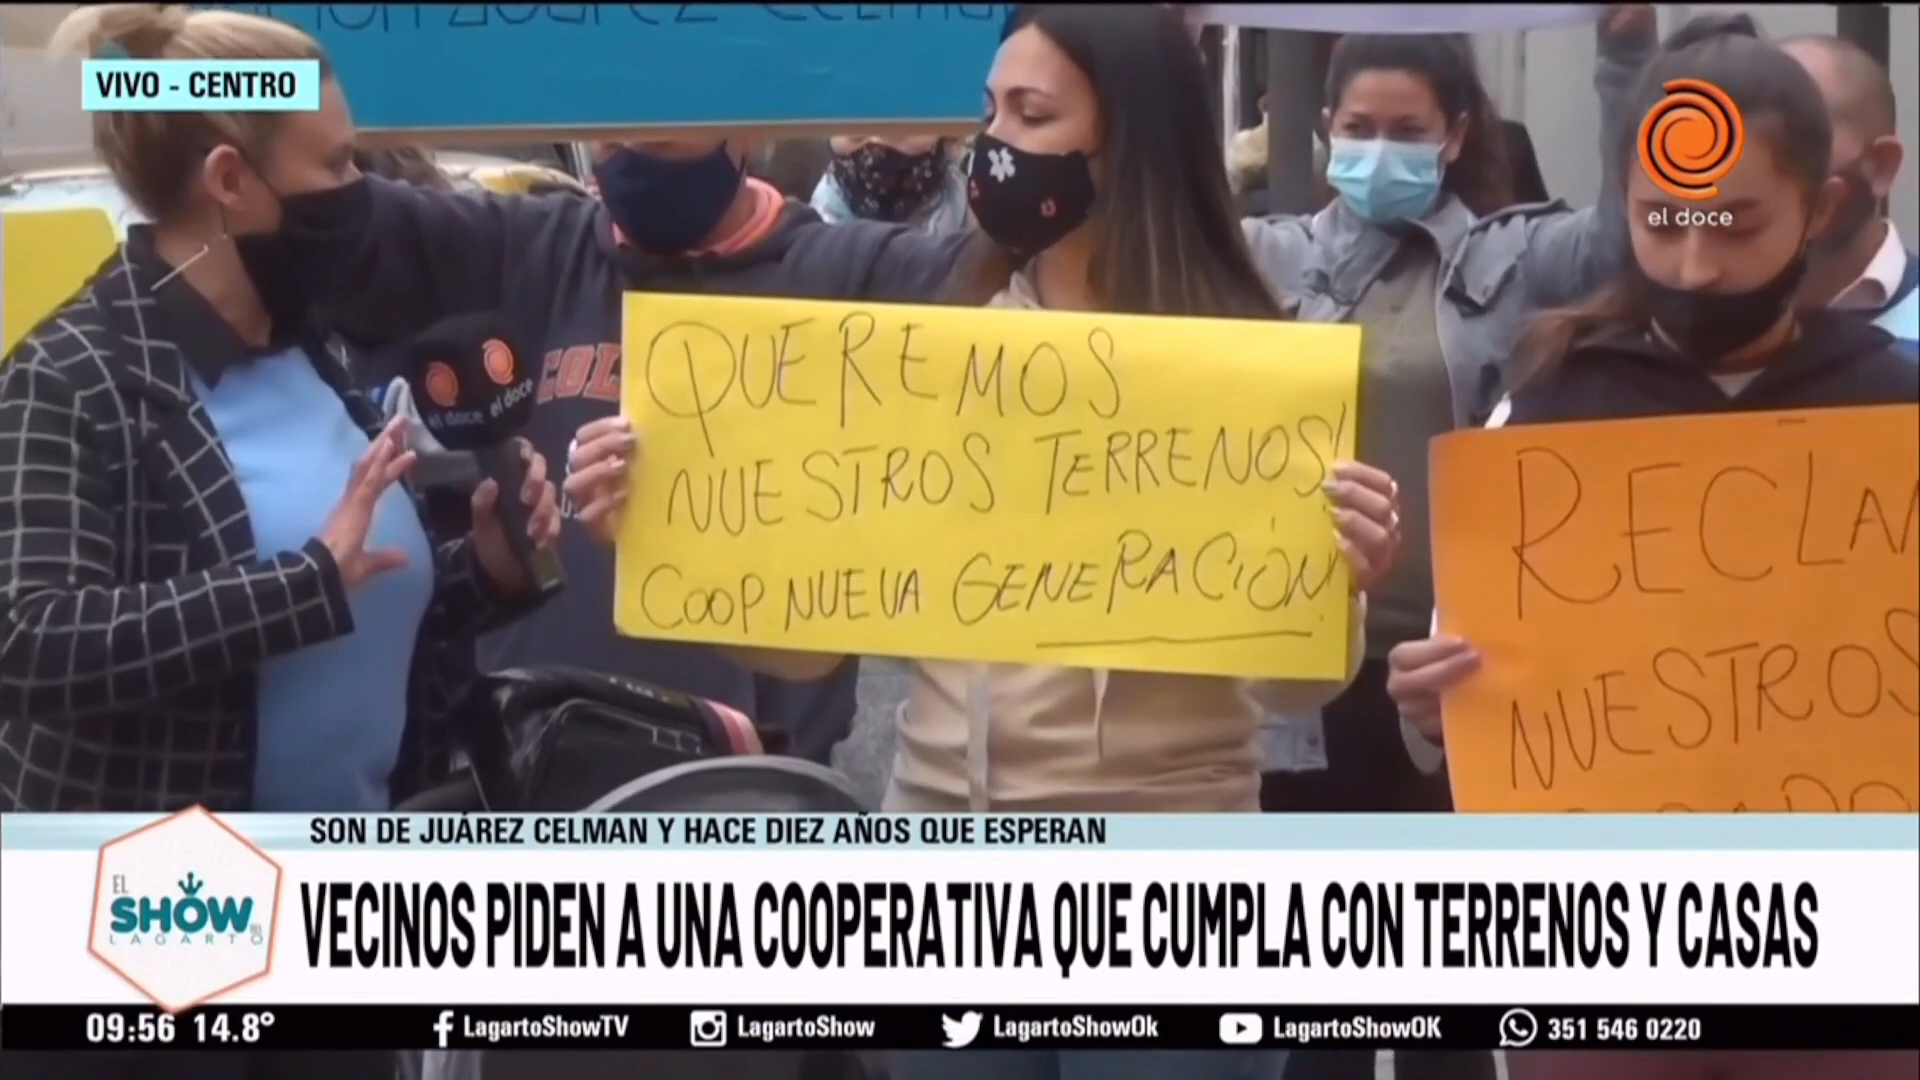 VIVO - CENTRO
el doce
el doce el doce
QUEREMOS
NUESTROS TERRENOS!
COOP. NUEVA GENERACIÓN!
NUESTROS
SON DE JUÁREZ CELMAN Y HACE DIEZ AÑOS QUE ESPERAN
EL
SHOW
DEL
LAGARTO
VECINOS PIDEN A UNA COOPERATIVA QUE CUMPLA CON TERRENOS Y CASAS
09:56 14.8° LagartoShowTV LagartoShow LagartoShowOk LagartoShowOK 351 546 0220